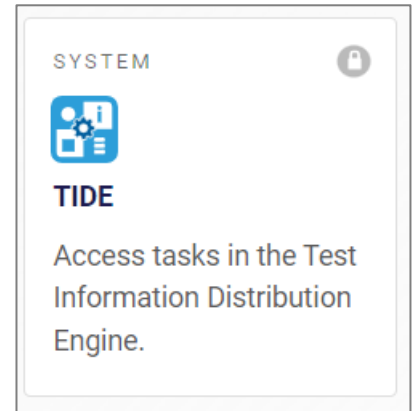 SYSTEM
i
TIDE
Access tasks in the Test
Information Distribution
Engine.